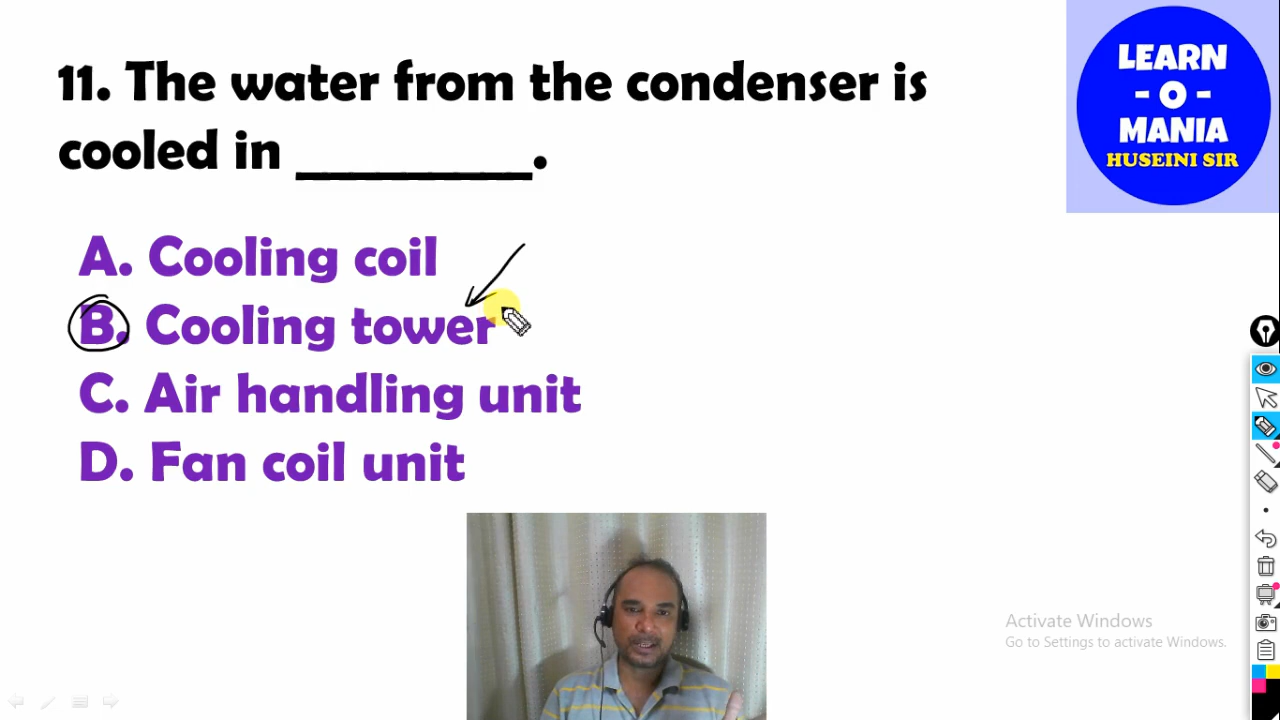 11. The water from the condenser is
cooled in __________.
A. Cooling coil
B. Cooling tower
C. Air handling unit
D. Fan coil unit
LEARN
- O -
MANIA
HUSEINI SIR
Activate Windows
Go to Settings to activate Windows.